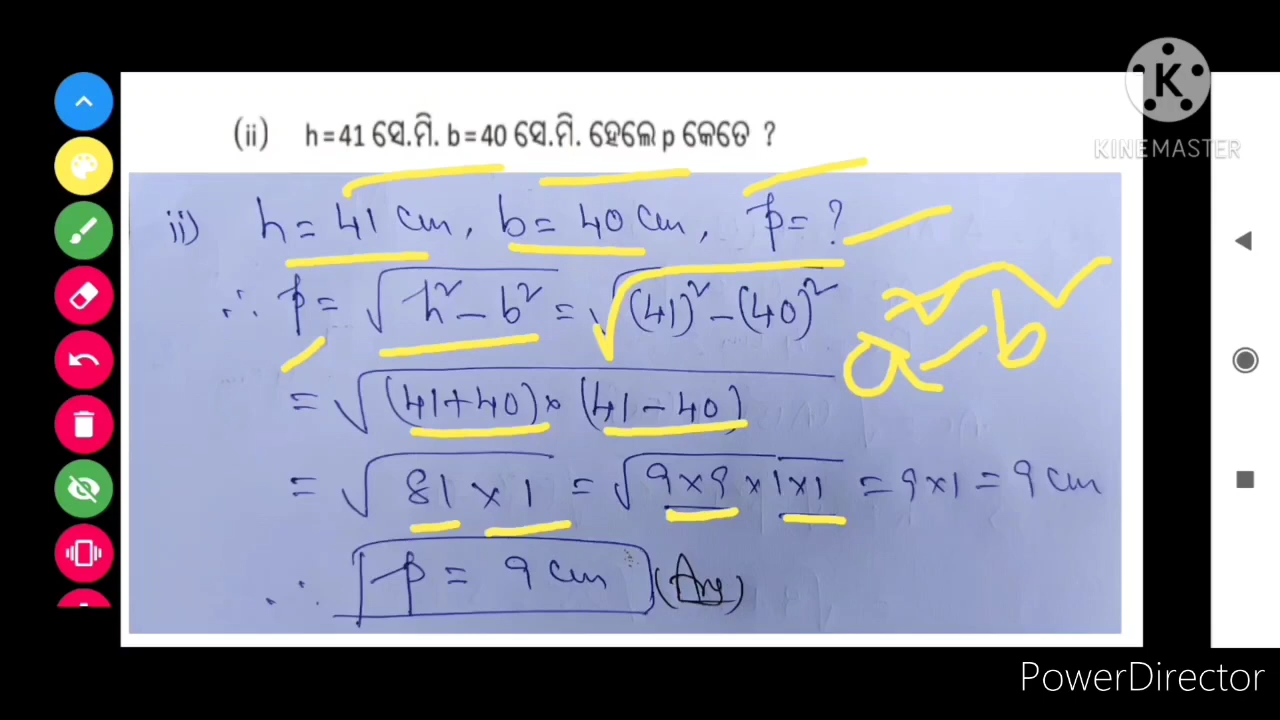 K
KINEMASTER
(ii) h=41 ସେ.ମି. b=40 ସେ.ମି. ହେଲେ p କେତେ ?
ii) h = 41 cm, b = 40 cm, p = ?
∴ p = √(h² – b²) = √((41)² – (40)²)
a² – b²
= √((41+40) × (41 – 40))
= √(81 × 1) = √(9×9 × 1×1) = 9×1 = 9 cm
∴ p = 9 cm (Ans)
PowerDirector